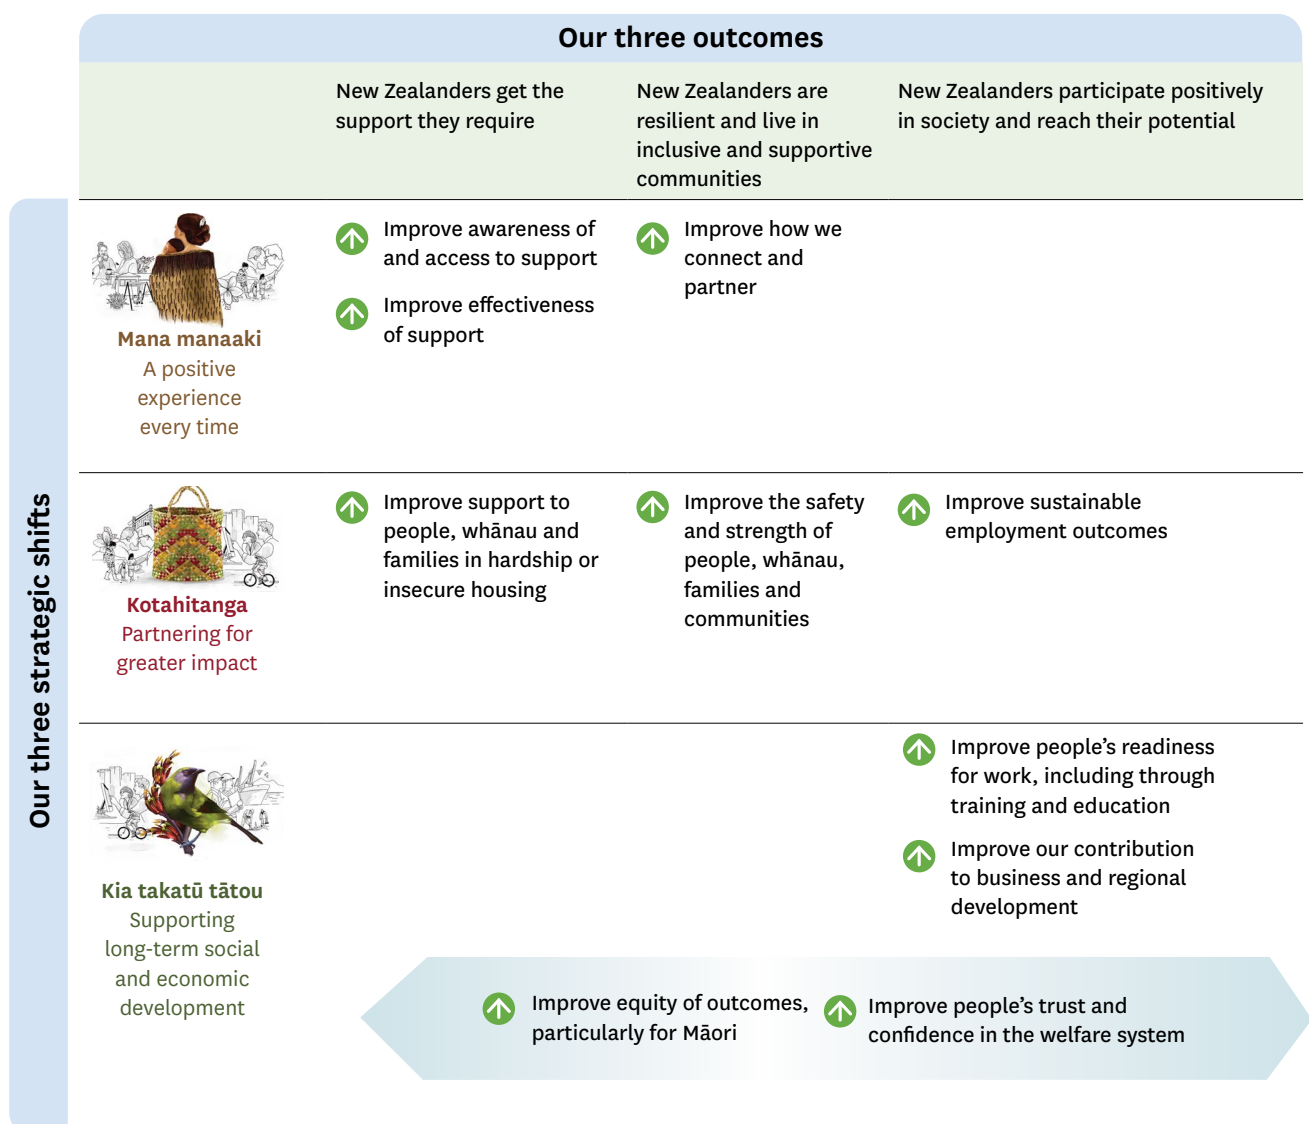 Our three outcomes
New Zealanders get the
support they require
New Zealanders are
resilient and live in
inclusive and supportive
communities
New Zealanders participate positively
in society and reach their potential
Our three strategic shifts
Mana manaaki
A positive
experience
every time
Improve awareness of
and access to support
Improve effectiveness
of support
Improve how we
connect and
partner
Kotahitanga
Partnering for
greater impact
Improve support to
people, whānau and
families in hardship or
insecure housing
Improve the safety
and strength of
people, whānau,
families and
communities
Improve sustainable
employment outcomes
Kia takatū tātou
Supporting
long-term social
and economic
development
Improve people’s readiness
for work, including through
training and education
Improve our contribution
to business and regional
development
Improve equity of outcomes,
particularly for Māori
Improve people’s trust and
confidence in the welfare system